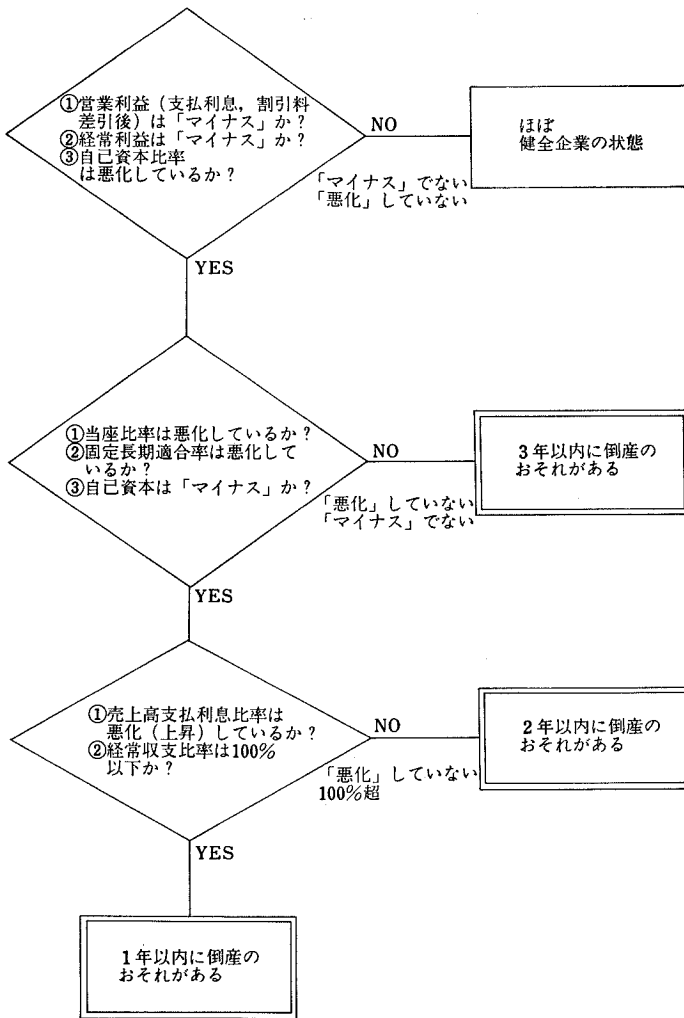 ①営業利益(支払利息,割引料
差引後)は「マイナス」か?
②経常利益は「マイナス」か?
③自己資本比率
は悪化しているか?
NO
「マイナス」でない
「悪化」していない
ほぼ
健全企業の状態
YES
①当座比率は悪化しているか?
②固定長期適合率は悪化して
いるか?
③自己資本は「マイナス」か?
NO
「悪化」していない
「マイナス」でない
3年以内に倒産の
おそれがある
YES
①売上高支払利息比率は
悪化(上昇)しているか?
②経常収支比率は100%
以下か?
NO
「悪化」していない
100%超
2年以内に倒産の
おそれがある
YES
1年以内に倒産の
おそれがある